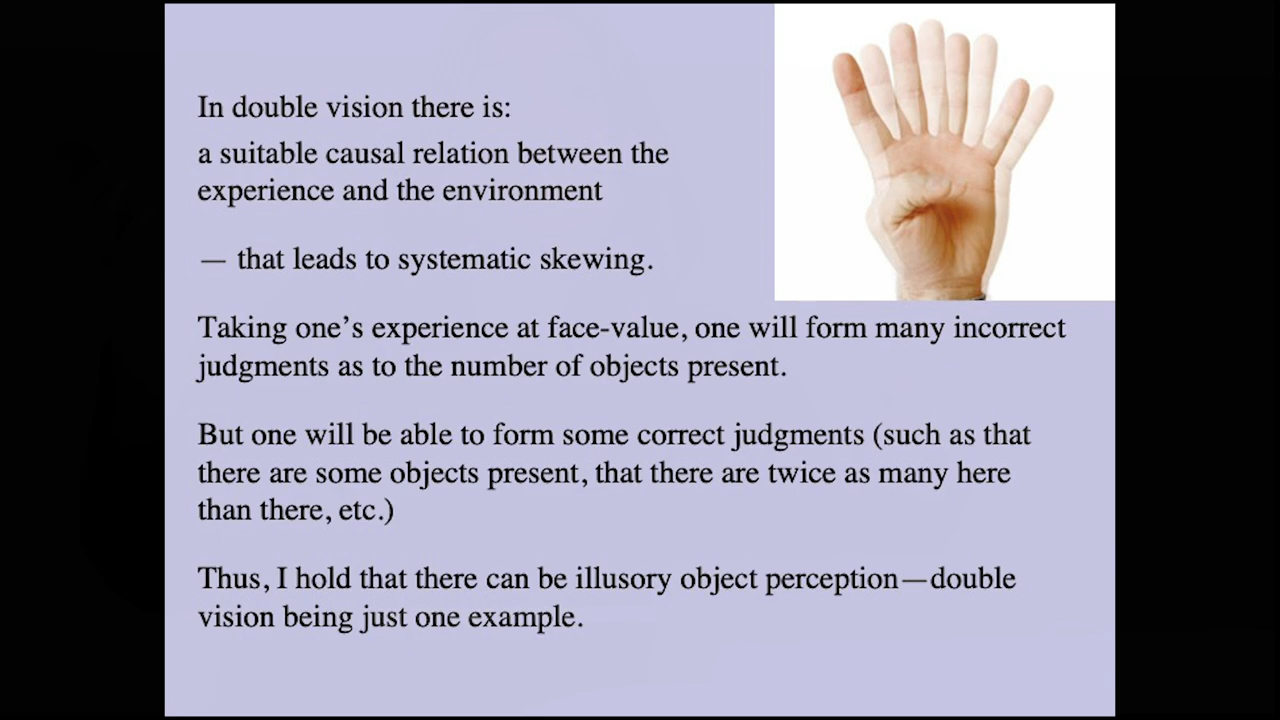 In double vision there is:
a suitable causal relation between the
experience and the environment
— that leads to systematic skewing.
Taking one’s experience at face-value, one will form many incorrect
judgments as to the number of objects present.
But one will be able to form some correct judgments (such as that
there are some objects present, that there are twice as many here
than there, etc.)
Thus, I hold that there can be illusory object perception—double
vision being just one example.